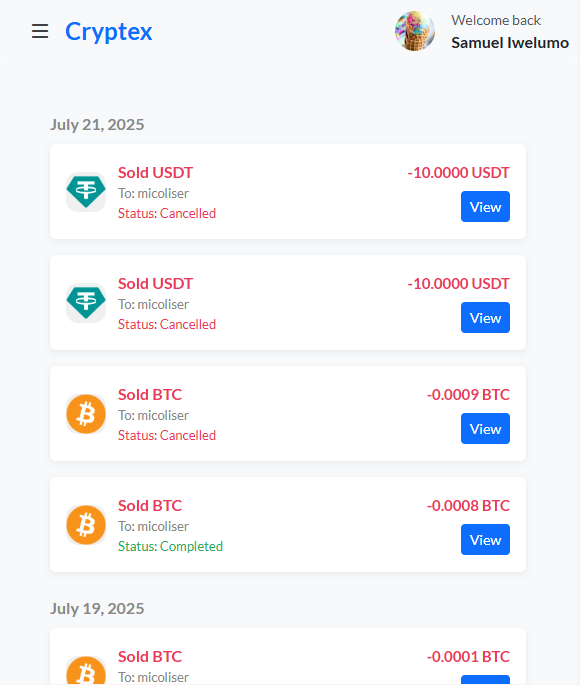 Cryptex
Welcome back
Samuel Iwelumo
July 21, 2025
Sold USDT
-10.0000 USDT
To: micoliser
Status: Cancelled
View
Sold USDT
-10.0000 USDT
To: micoliser
Status: Cancelled
View
Sold BTC
-0.0009 BTC
To: micoliser
Status: Cancelled
View
Sold BTC
-0.0008 BTC
To: micoliser
Status: Completed
View
July 19, 2025
Sold BTC
-0.0001 BTC
To: micoliser